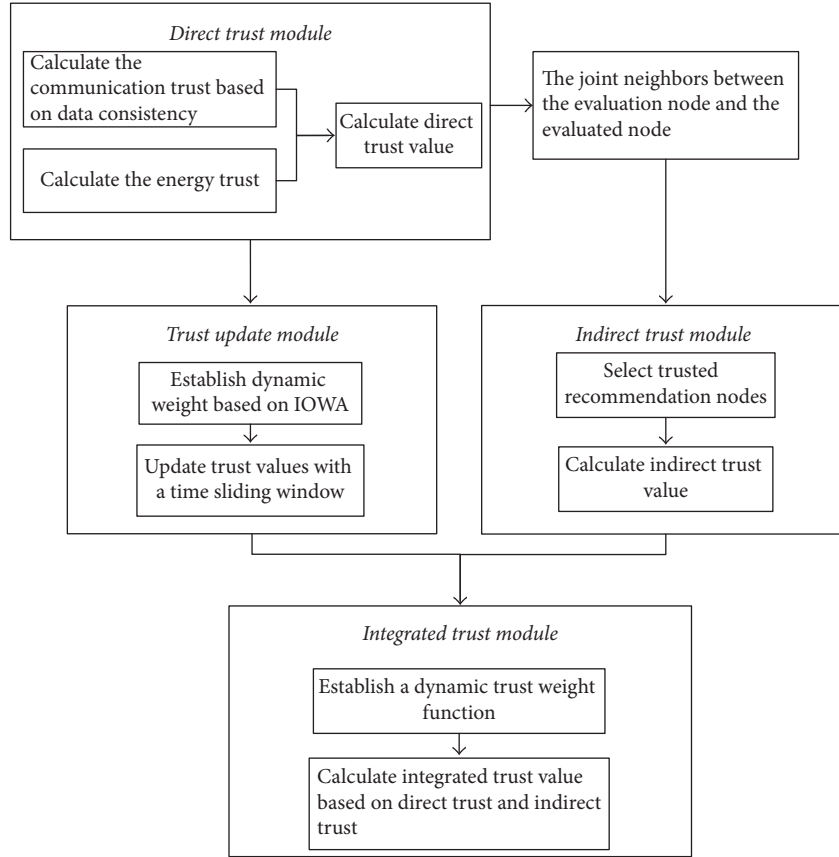 Direct trust module
Calculate the
communication trust based
on data consistency
Calculate the energy trust
Calculate direct
trust value
The joint neighbors between
the evaluation node and the
evaluated node
Trust update module
Establish dynamic
weight based on IOWA
Update trust values with
a time sliding window
Indirect trust module
Select trusted
recommendation nodes
Calculate indirect trust
value
Integrated trust module
Establish a dynamic trust weight
function
Calculate integrated trust value
based on direct trust and indirect
trust